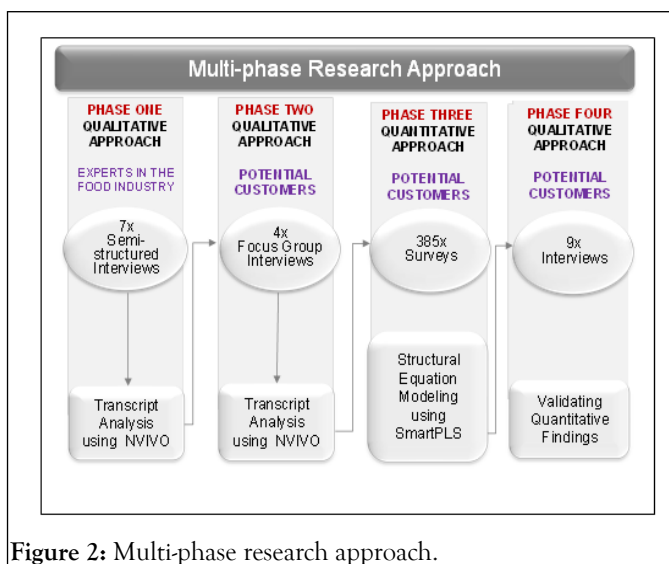 Multi-phase Research Approach
PHASE ONE
QUALITATIVE
APPROACH
EXPERTS IN THE
FOOD INDUSTRY
7x
Semi-
structured
Interviews
Transcript
Analysis
using NVIVO
PHASE TWO
QUALITATIVE
APPROACH
POTENTIAL
CUSTOMERS
4x
Focus Group
Interviews
Transcript
Analysis
using NVIVO
PHASE THREE
QUANTITATIVE
APPROACH
POTENTIAL
CUSTOMERS
385x
Surveys
Structural
Equation
Modeling
using
SmartPLS
PHASE FOUR
QUALITATIVE
APPROACH
POTENTIAL
CUSTOMERS
9x
Interviews
Validating
Quantitative
Findings
Figure 2: Multi-phase research approach.